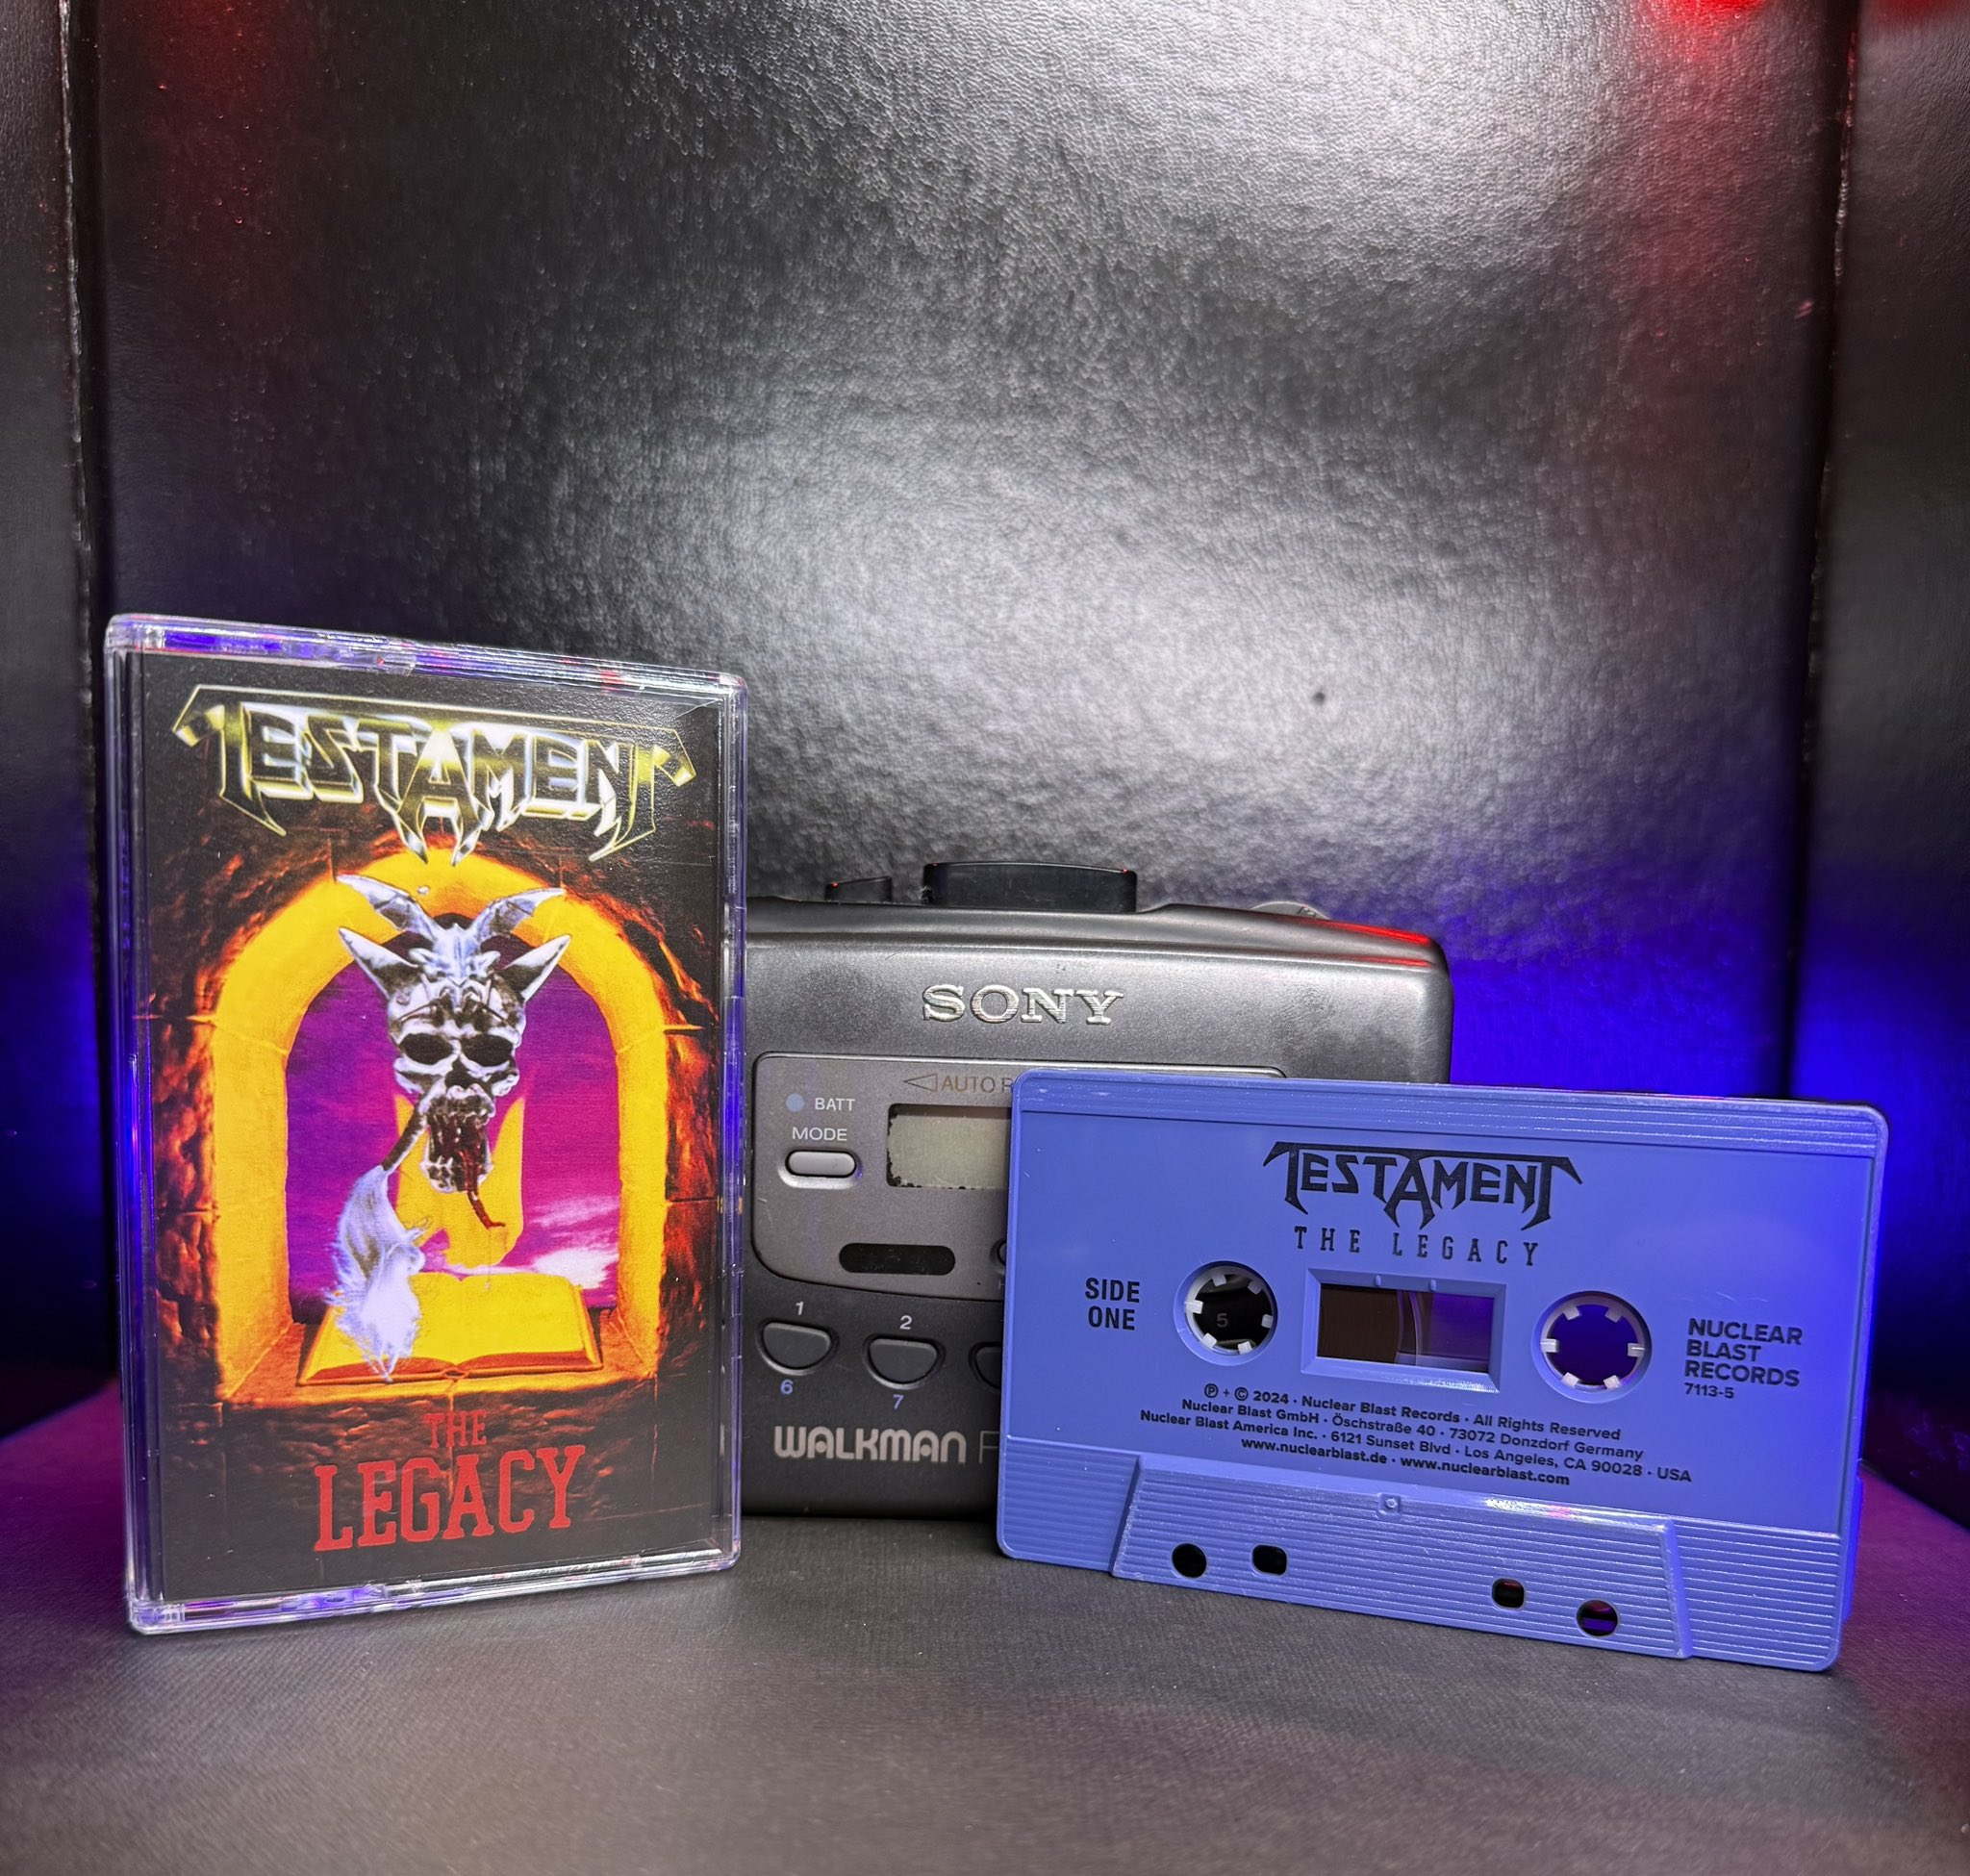 TESTAMENT
THE
LEGACY
SONY
AUTO
BATT
MODE
1
2
6
7
WALKMAN
TESTAMENT
THE LEGACY
SIDE
ONE
5
NUCLEAR
BLAST
RECORDS
7113-5
℗ + © 2024 · Nuclear Blast Records · All Rights Reserved
Nuclear Blast GmbH · Öschstraße 40 · 73072 Donzdorf Germany
Nuclear Blast America Inc. · 6121 Sunset Blvd · Los Angeles, CA 90028 · USA
www.nuclearblast.de · www.nuclearblast.com